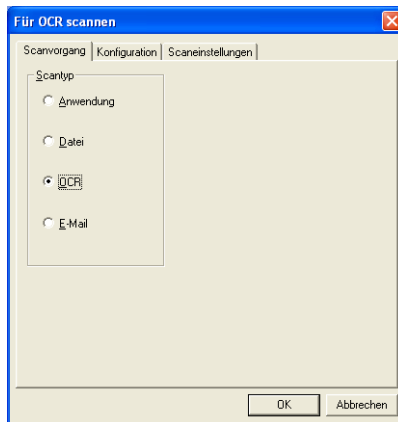 Für OCR scannen
Scanvorgang Konfiguration Scaneinstellungen
Scantyp
Anwendung
Datei
OCR
E-Mail
OK Abbrechen